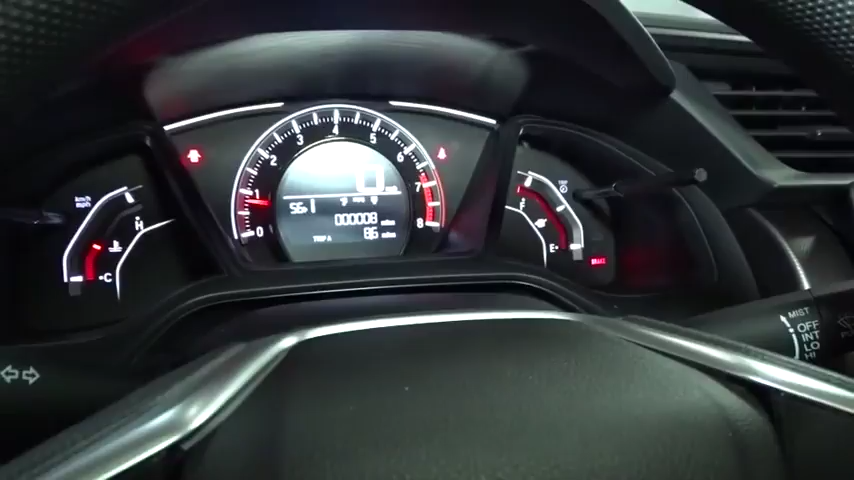 4
3 5
2 6
1 7
0 8
km/h
mph
0
56 F
000008 miles
TRIP A 86 miles
H
C
F
E
BRAKE
MIST
OFF
INT
LO
HI